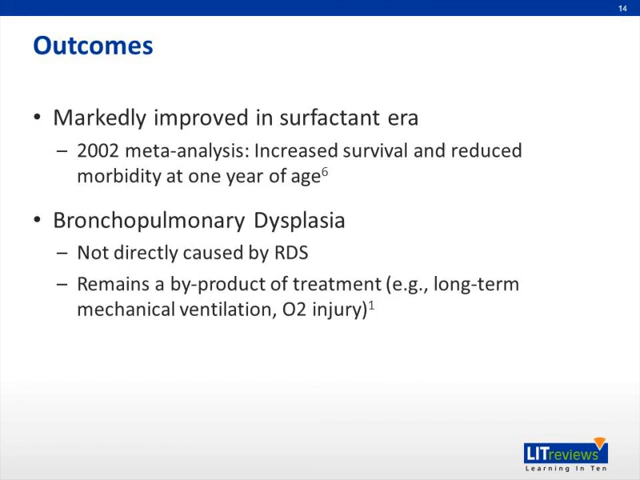 14
Outcomes
• Markedly improved in surfactant era
– 2002 meta-analysis: Increased survival and reduced
morbidity at one year of age⁶
• Bronchopulmonary Dysplasia
– Not directly caused by RDS
– Remains a by-product of treatment (e.g., long-term
mechanical ventilation, O2 injury)¹
LITreviews
Learning In Ten